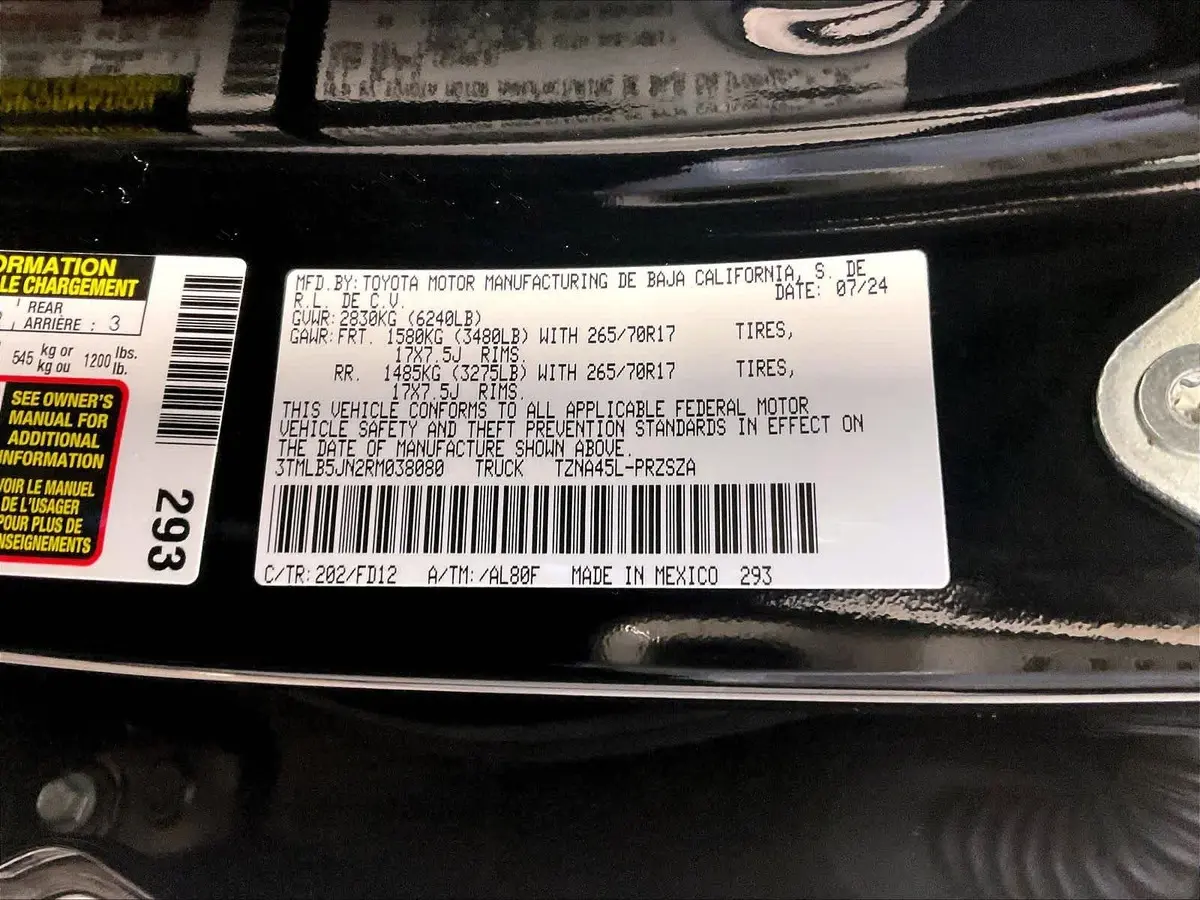 ORMATION
LE CHARGEMENT
REAR
ARRIÈRE : 3
545 kg or 1200 lbs.
kg ou lb.
SEE OWNER'S
MANUAL FOR
ADDITIONAL
INFORMATION
VOIR LE MANUEL
DE L'USAGER
POUR PLUS DE
NSEIGNEMENTS
293
MFD.BY: TOYOTA MOTOR MANUFACTURING DE BAJA CALIFORNIA, S. DE
R.L. DE C.V. DATE: 07/24
GVWR: 2830KG (6240LB)
GAWR: FRT. 1580KG (3480LB) WITH 265/70R17 TIRES,
17X7.5J RIMS.
RR. 1485KG (3275LB) WITH 265/70R17 TIRES,
17X7.5J RIMS.
THIS VEHICLE CONFORMS TO ALL APPLICABLE FEDERAL MOTOR
VEHICLE SAFETY AND THEFT PREVENTION STANDARDS IN EFFECT ON
THE DATE OF MANUFACTURE SHOWN ABOVE.
3TMLB5JN2RM038080 TRUCK TZNA45L-PRZSZA
C/TR: 202/FD12 A/TM: /AL80F MADE IN MEXICO 293